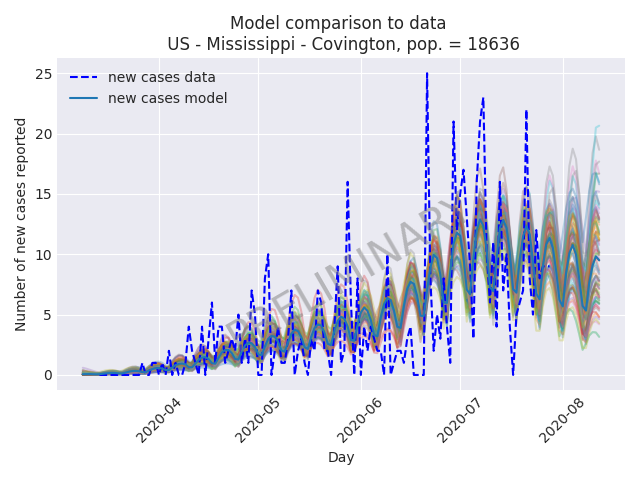 Model comparison to data
US - Mississippi - Covington, pop. = 18636
new cases data
new cases model
PRELIMINARY
Number of new cases reported
25
20
15
10
5
0
2020-04
2020-05
2020-06
2020-07
2020-08
Day